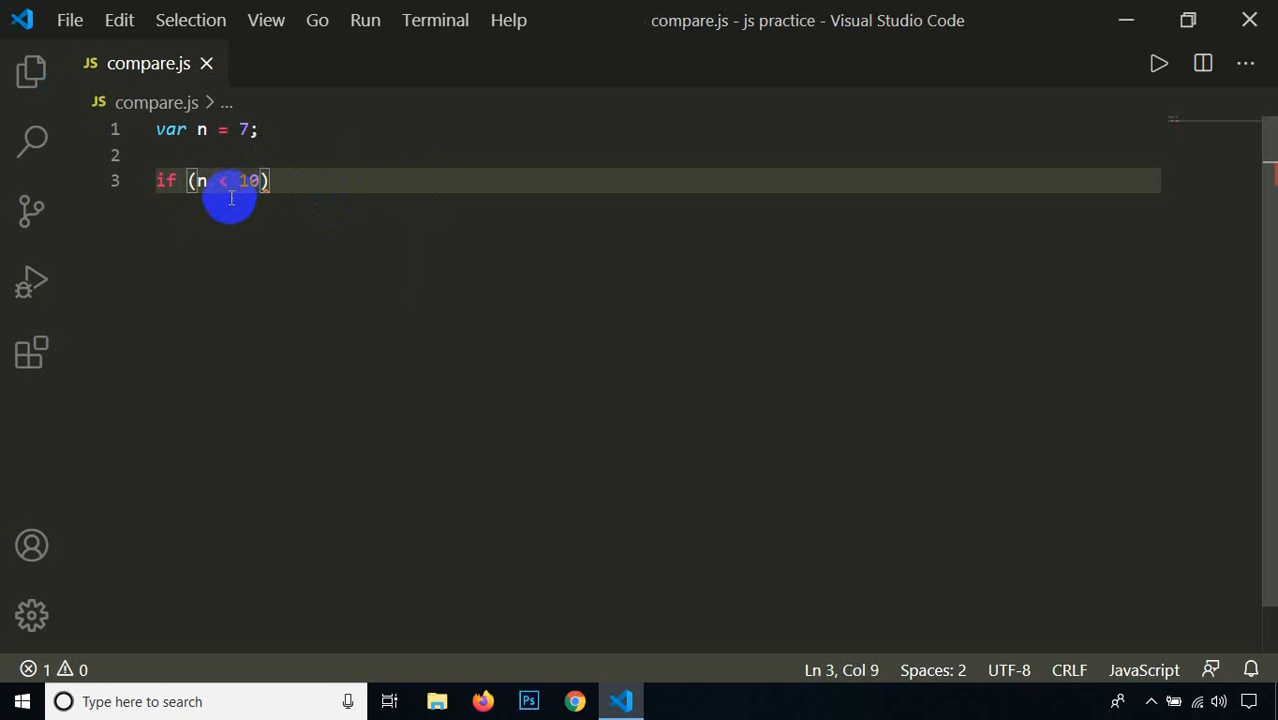 File Edit Selection View Go Run Terminal Help compare.js - js practice - Visual Studio Code
JS compare.js
JS compare.js > ...
1 var n = 7;
2
3 if (n < 10)
1 0 Ln 3, Col 9 Spaces: 2 UTF-8 CRLF JavaScript
Type here to search Ps